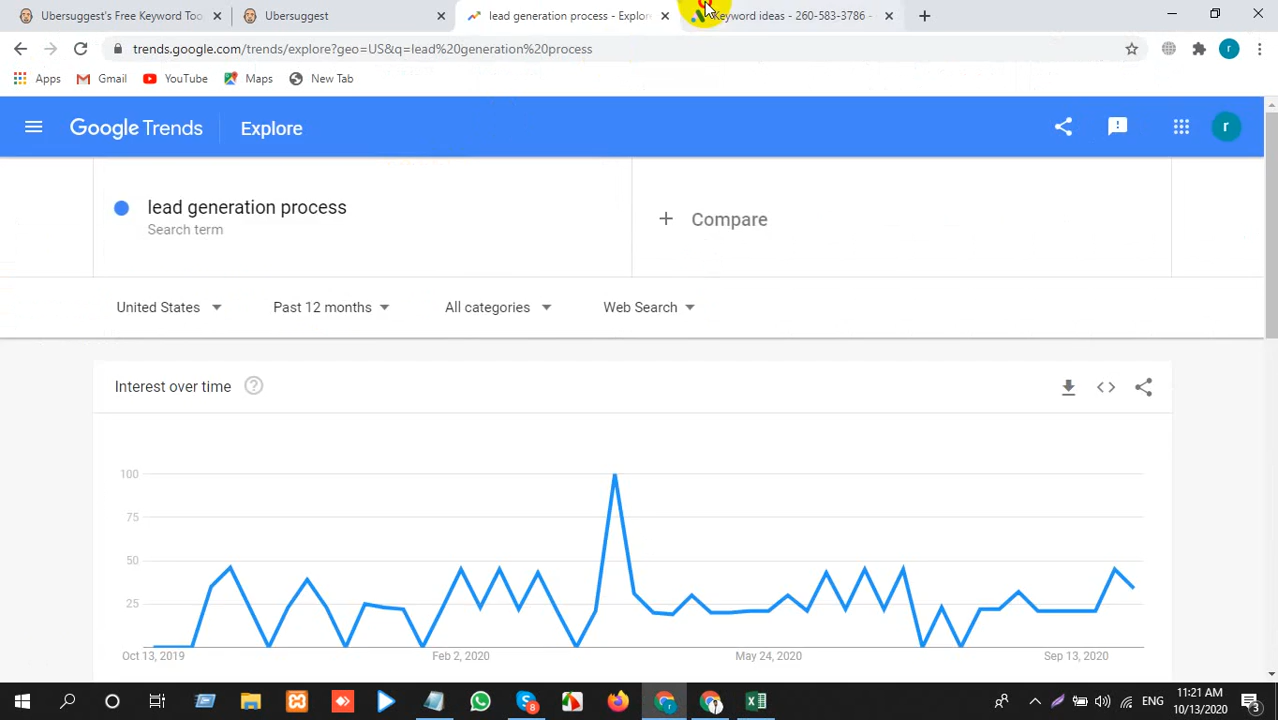 Ubersuggest's Free Keyword Too
Ubersuggest
lead generation process - Explor
Keyword ideas - 260-583-3786 -
trends.google.com/trends/explore?geo=US&q=lead%20generation%20process
r
Apps
Gmail
YouTube
Maps
New Tab
Google Trends
Explore
r
lead generation process
Search term
+ Compare
United States
Past 12 months
All categories
Web Search
Interest over time
100
75
50
25
Oct 13, 2019
Feb 2, 2020
May 24, 2020
Sep 13, 2020
8
ENG
11:21 AM
10/13/2020
3